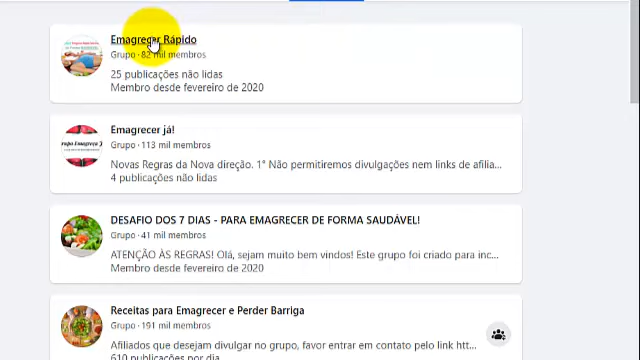 Emagrecer Rápido
Grupo · 82 mil membros
25 publicações não lidas
Membro desde fevereiro de 2020
Emagrecer já!
Grupo · 113 mil membros
Novas Regras da Nova direção. 1° Não permitiremos divulgações nem links de afilia...
4 publicações não lidas
DESAFIO DOS 7 DIAS - PARA EMAGRECER DE FORMA SAUDÁVEL!
Grupo · 41 mil membros
ATENÇÃO ÀS REGRAS! Olá, sejam muito bem vindos! Este grupo foi criado para inc...
Membro desde fevereiro de 2020
Receitas para Emagrecer e Perder Barriga
Grupo · 191 mil membros
Afiliados que desejam divulgar no grupo, favor entrar em contato pelo link htt...
610 publicações por dia